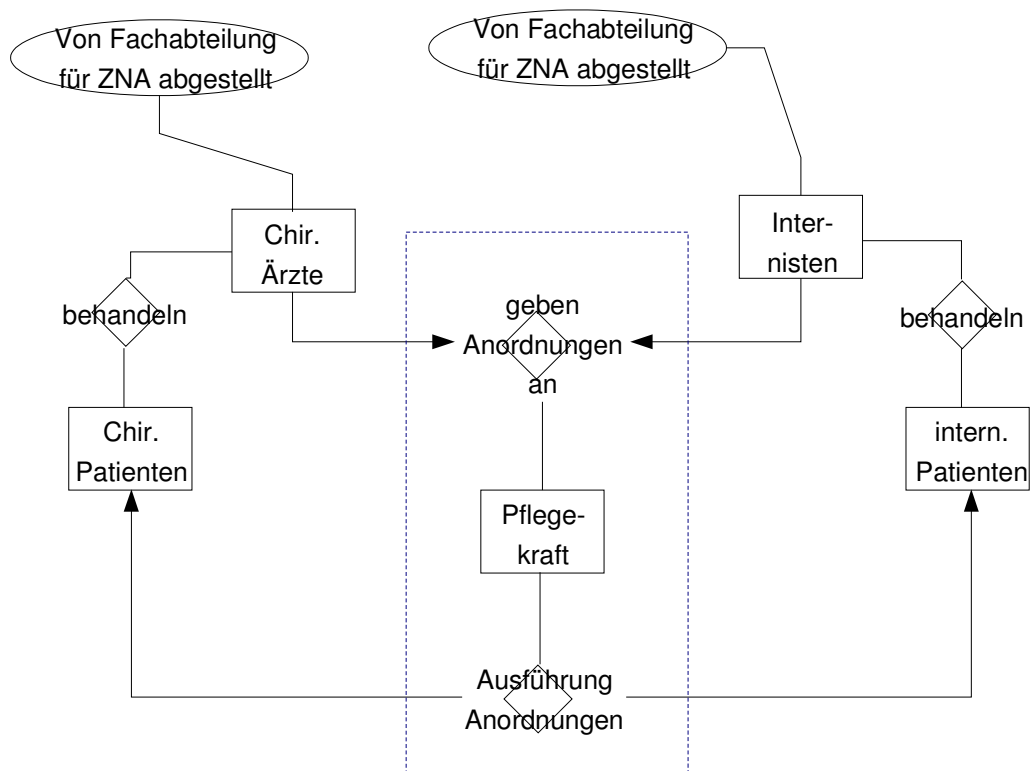 Von Fachabteilung
für ZNA abgestellt
Von Fachabteilung
für ZNA abgestellt
Chir.
Ärzte
Inter-
nisten
behandeln
geben
Anordnungen
an
behandeln
Chir.
Patienten
intern.
Patienten
Pflege-
kraft
Ausführung
Anordnungen